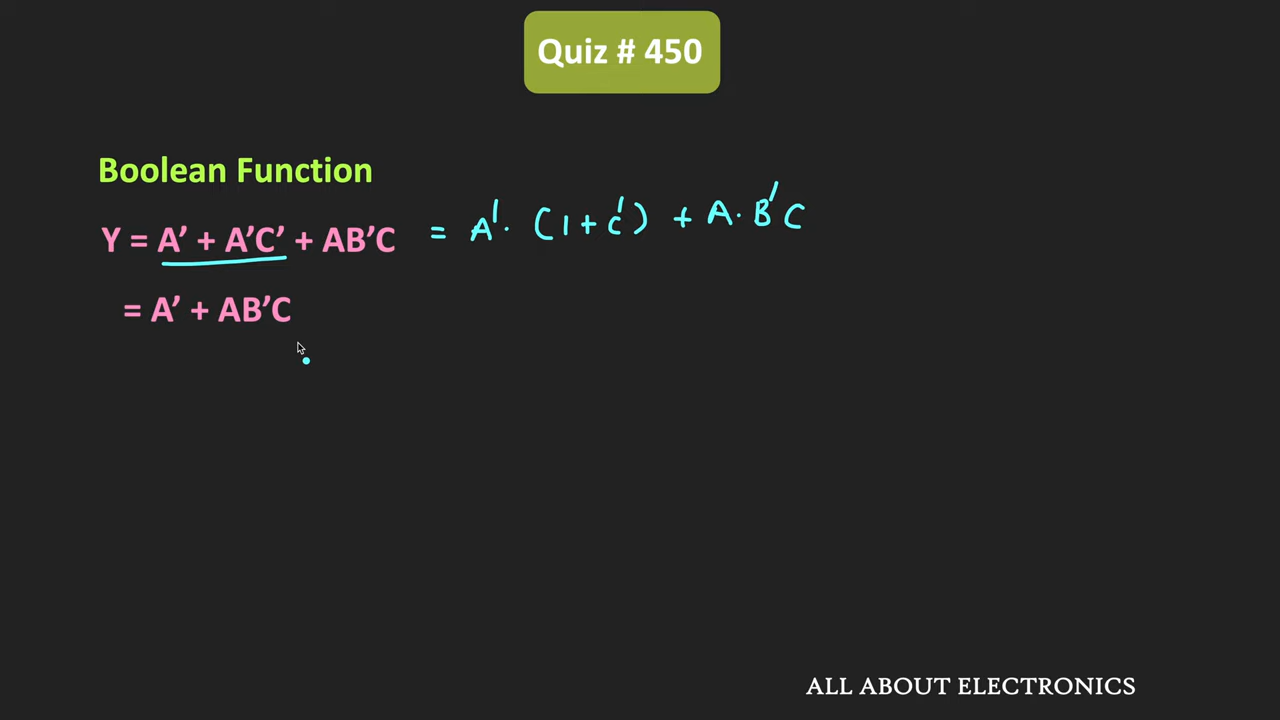 Quiz # 450
Boolean Function
Y = A’ + A’C’ + AB’C = A'. (1 + C') + A. B'C
= A’ + AB’C
ALL ABOUT ELECTRONICS